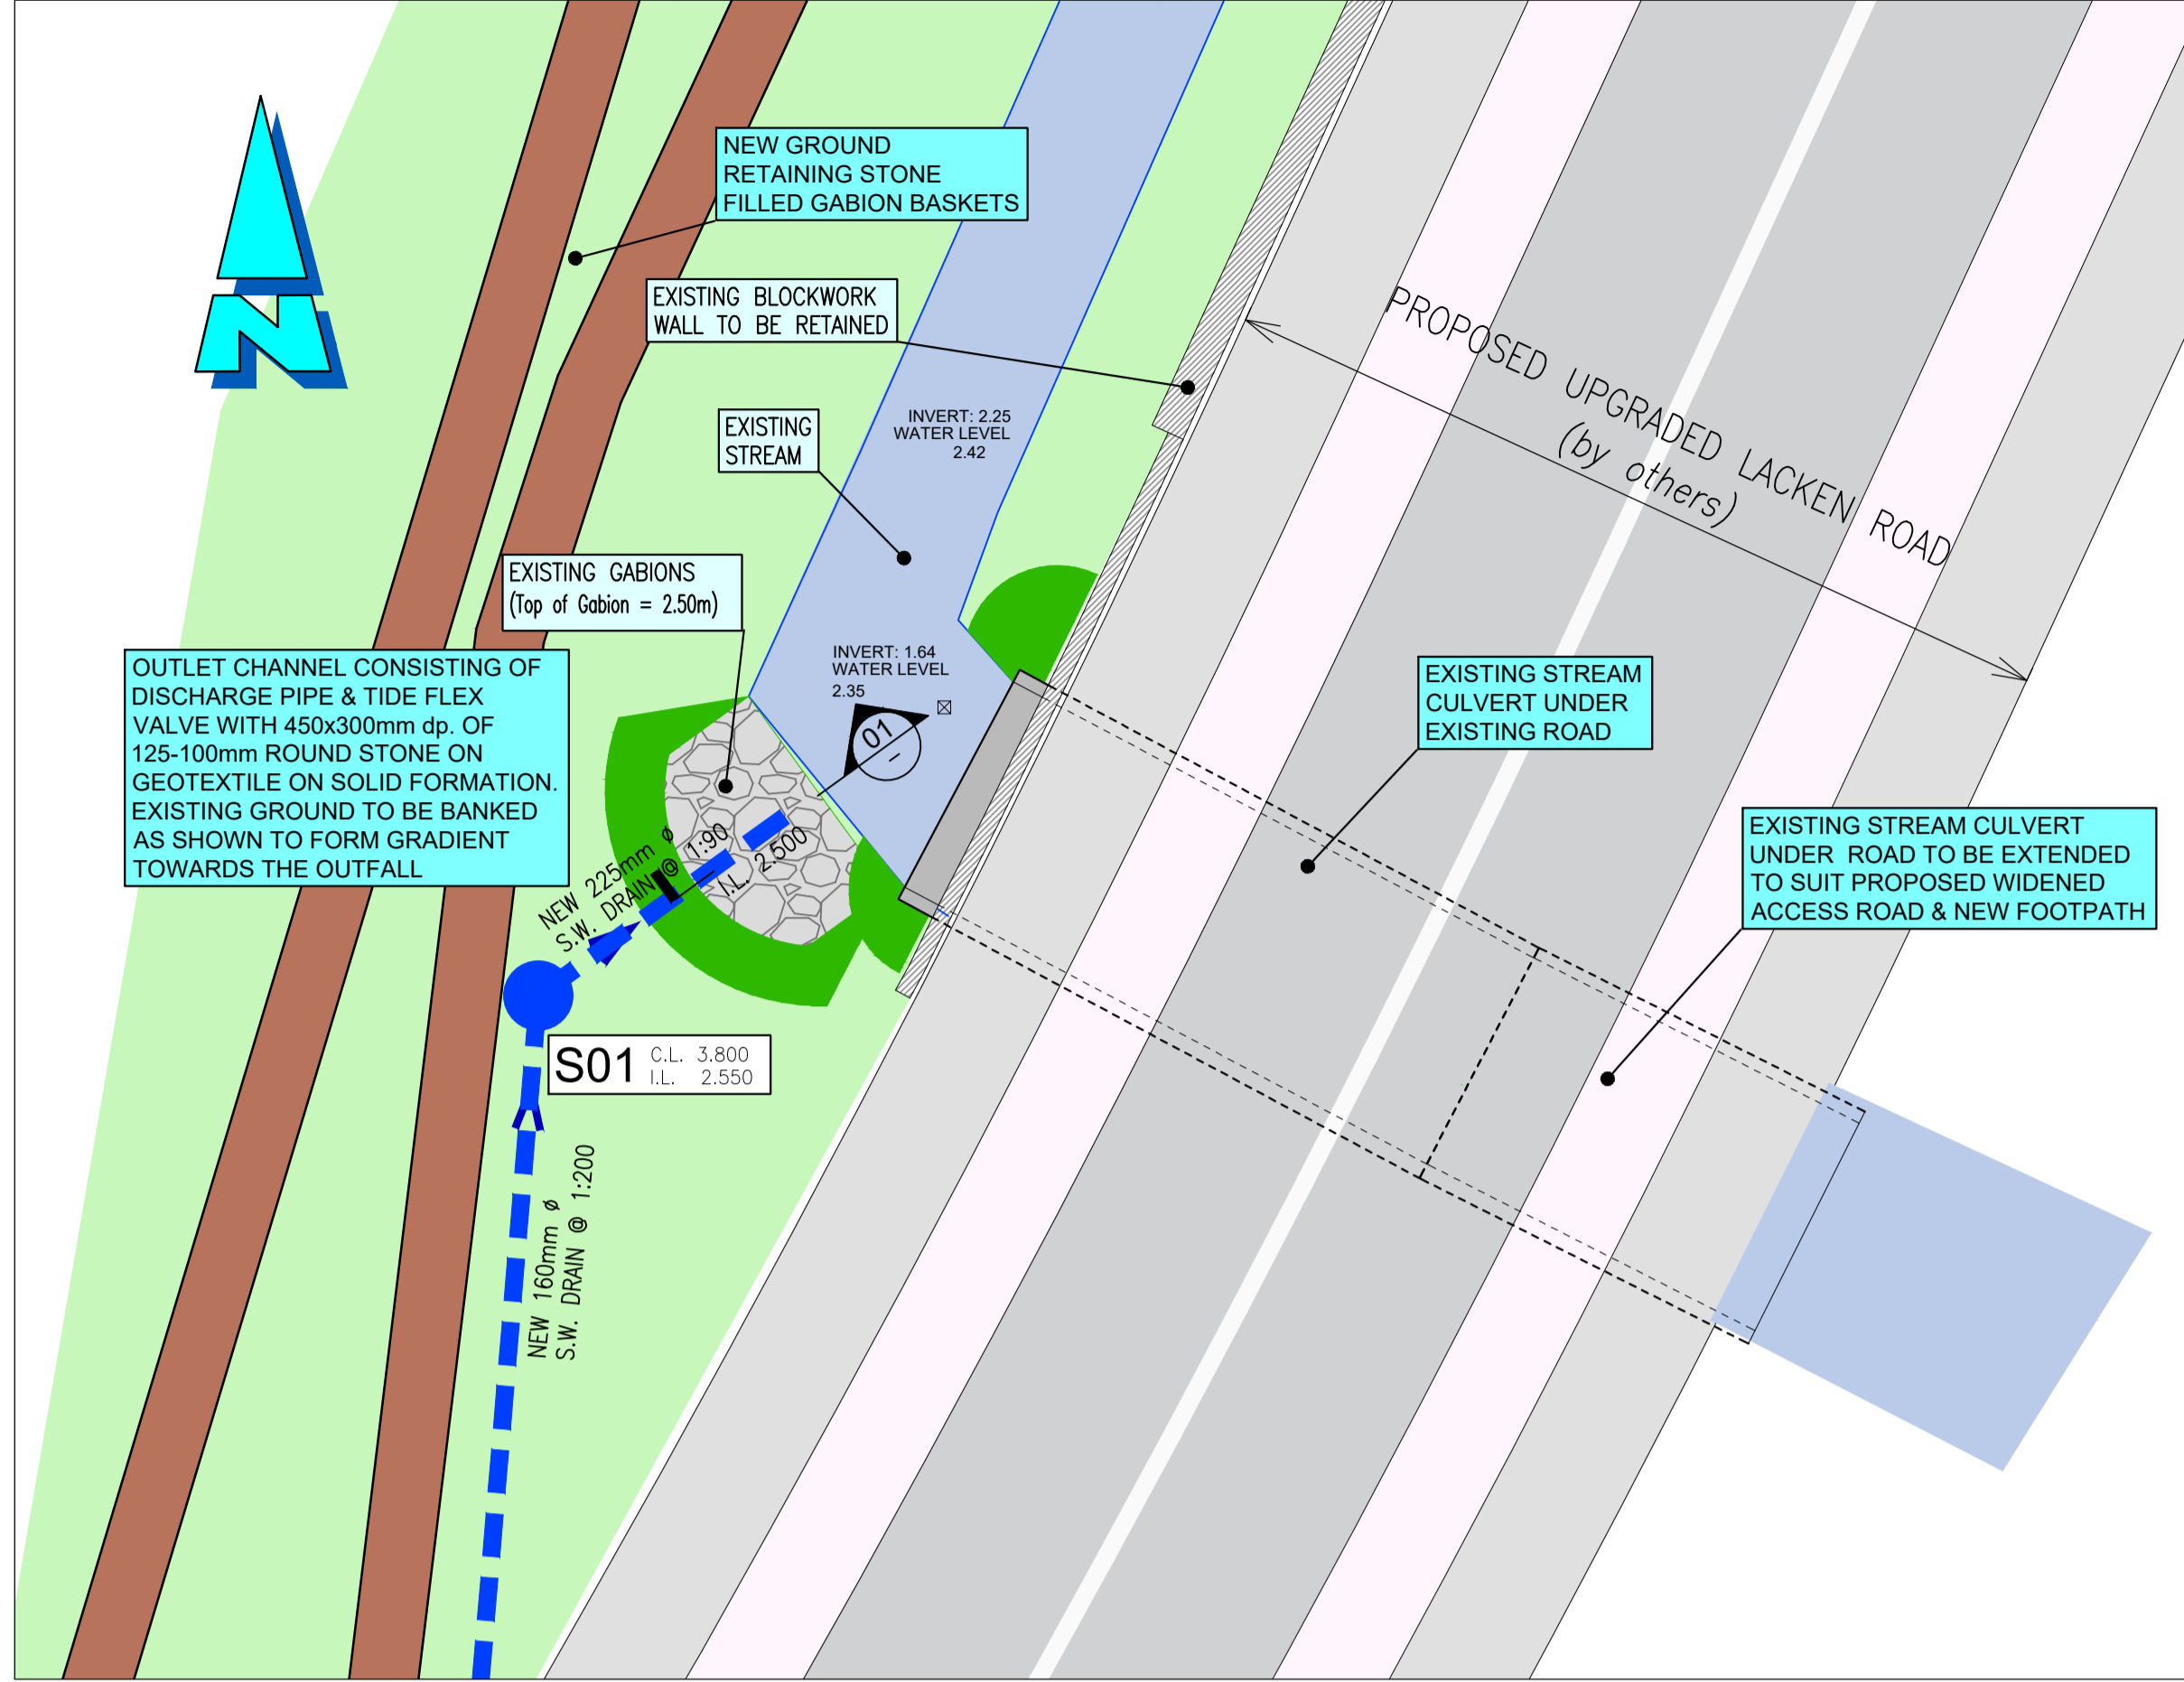 N
NEW GROUND
RETAINING STONE
FILLED GABION BASKETS
EXISTING BLOCKWORK
WALL TO BE RETAINED
PROPOSED UPGRADED LACKEN ROAD
(by others)
EXISTING
STREAM
INVERT: 2.25
WATER LEVEL
2.42
EXISTING GABIONS
(Top of Gabion = 2.50m)
OUTLET CHANNEL CONSISTING OF
DISCHARGE PIPE & TIDE FLEX
VALVE WITH 450x300mm dp. OF
125-100mm ROUND STONE ON
GEOTEXTILE ON SOLID FORMATION.
EXISTING GROUND TO BE BANKED
AS SHOWN TO FORM GRADIENT
TOWARDS THE OUTFALL
INVERT: 1.64
WATER LEVEL
2.35
01
-
EXISTING STREAM
CULVERT UNDER
EXISTING ROAD
EXISTING STREAM CULVERT
UNDER ROAD TO BE EXTENDED
TO SUIT PROPOSED WIDENED
ACCESS ROAD & NEW FOOTPATH
NEW 225mm ø
S.W. DRAIN @ 1:90
I.L. 2.500
S01
C.L. 3.800
I.L. 2.550
NEW 160mm ø
S.W. DRAIN @ 1:200